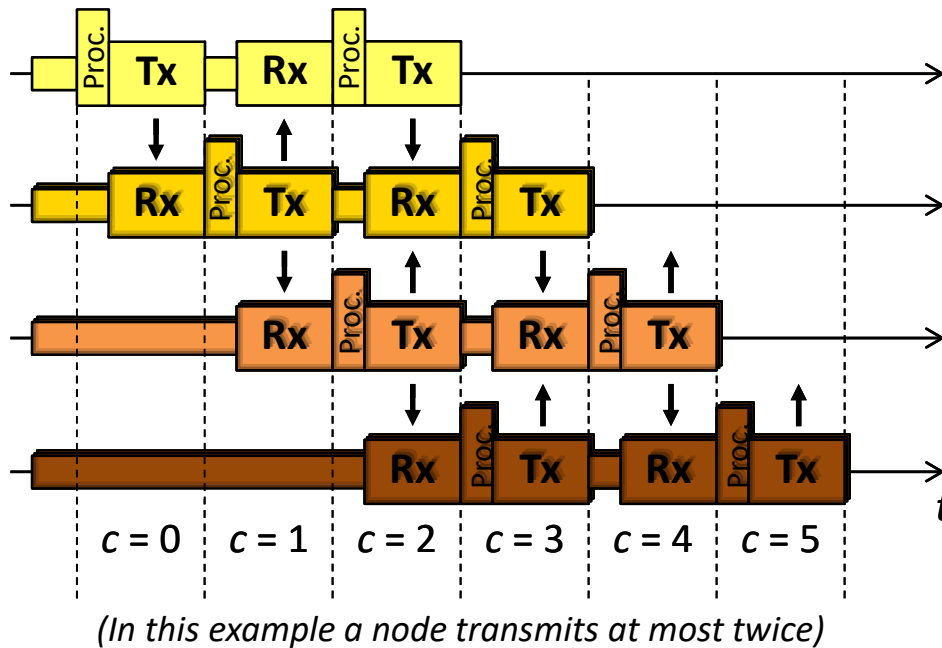 Proc. Tx Rx Proc. Tx
Rx Proc. Tx Rx Proc. Tx
Rx Proc. Tx Rx Proc. Tx
Rx Proc. Tx Rx Proc. Tx
t
c = 0 c = 1 c = 2 c = 3 c = 4 c = 5
(In this example a node transmits at most twice)